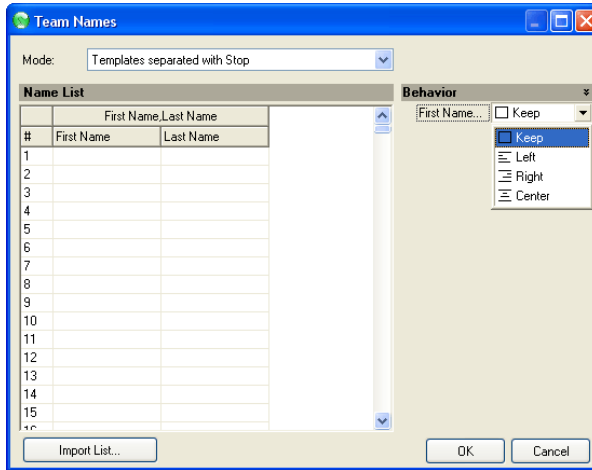 Team Names
Mode: Templates separated with Stop
Name List
Behavior
First Name,Last Name
First Name... Keep
# First Name Last Name
Keep
Left
Right
Center
1
2
3
4
5
6
7
8
9
10
11
12
13
14
15
16
Import List...
OK Cancel